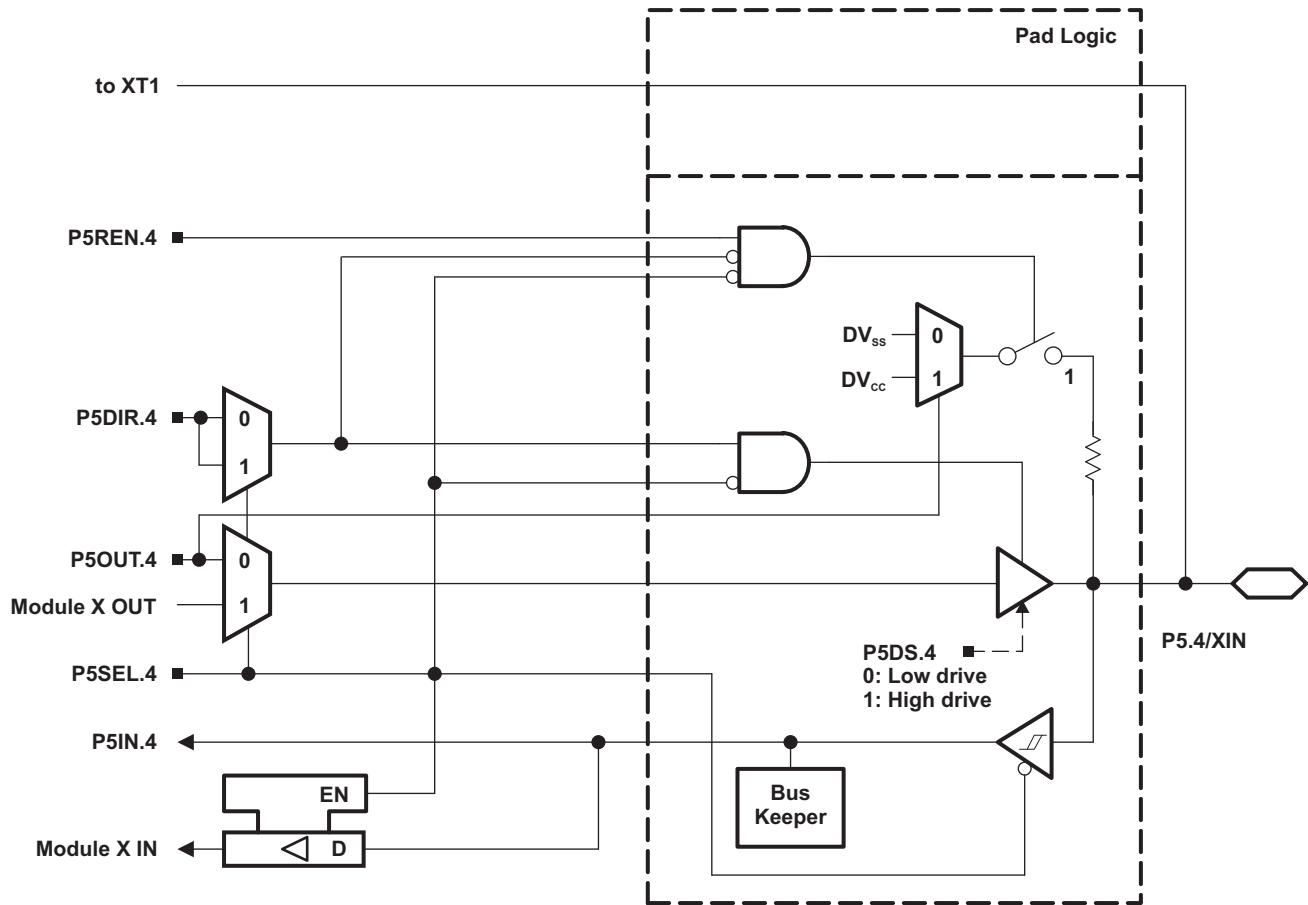 Pad Logic
to XT1
P5REN.4
DVSS
0
DVCC
1
1
P5DIR.4
0
1
P5OUT.4
0
Module X OUT
1
P5.4/XIN
P5SEL.4
P5DS.4
0: Low drive
1: High drive
P5IN.4
EN
Bus
Keeper
Module X IN
D